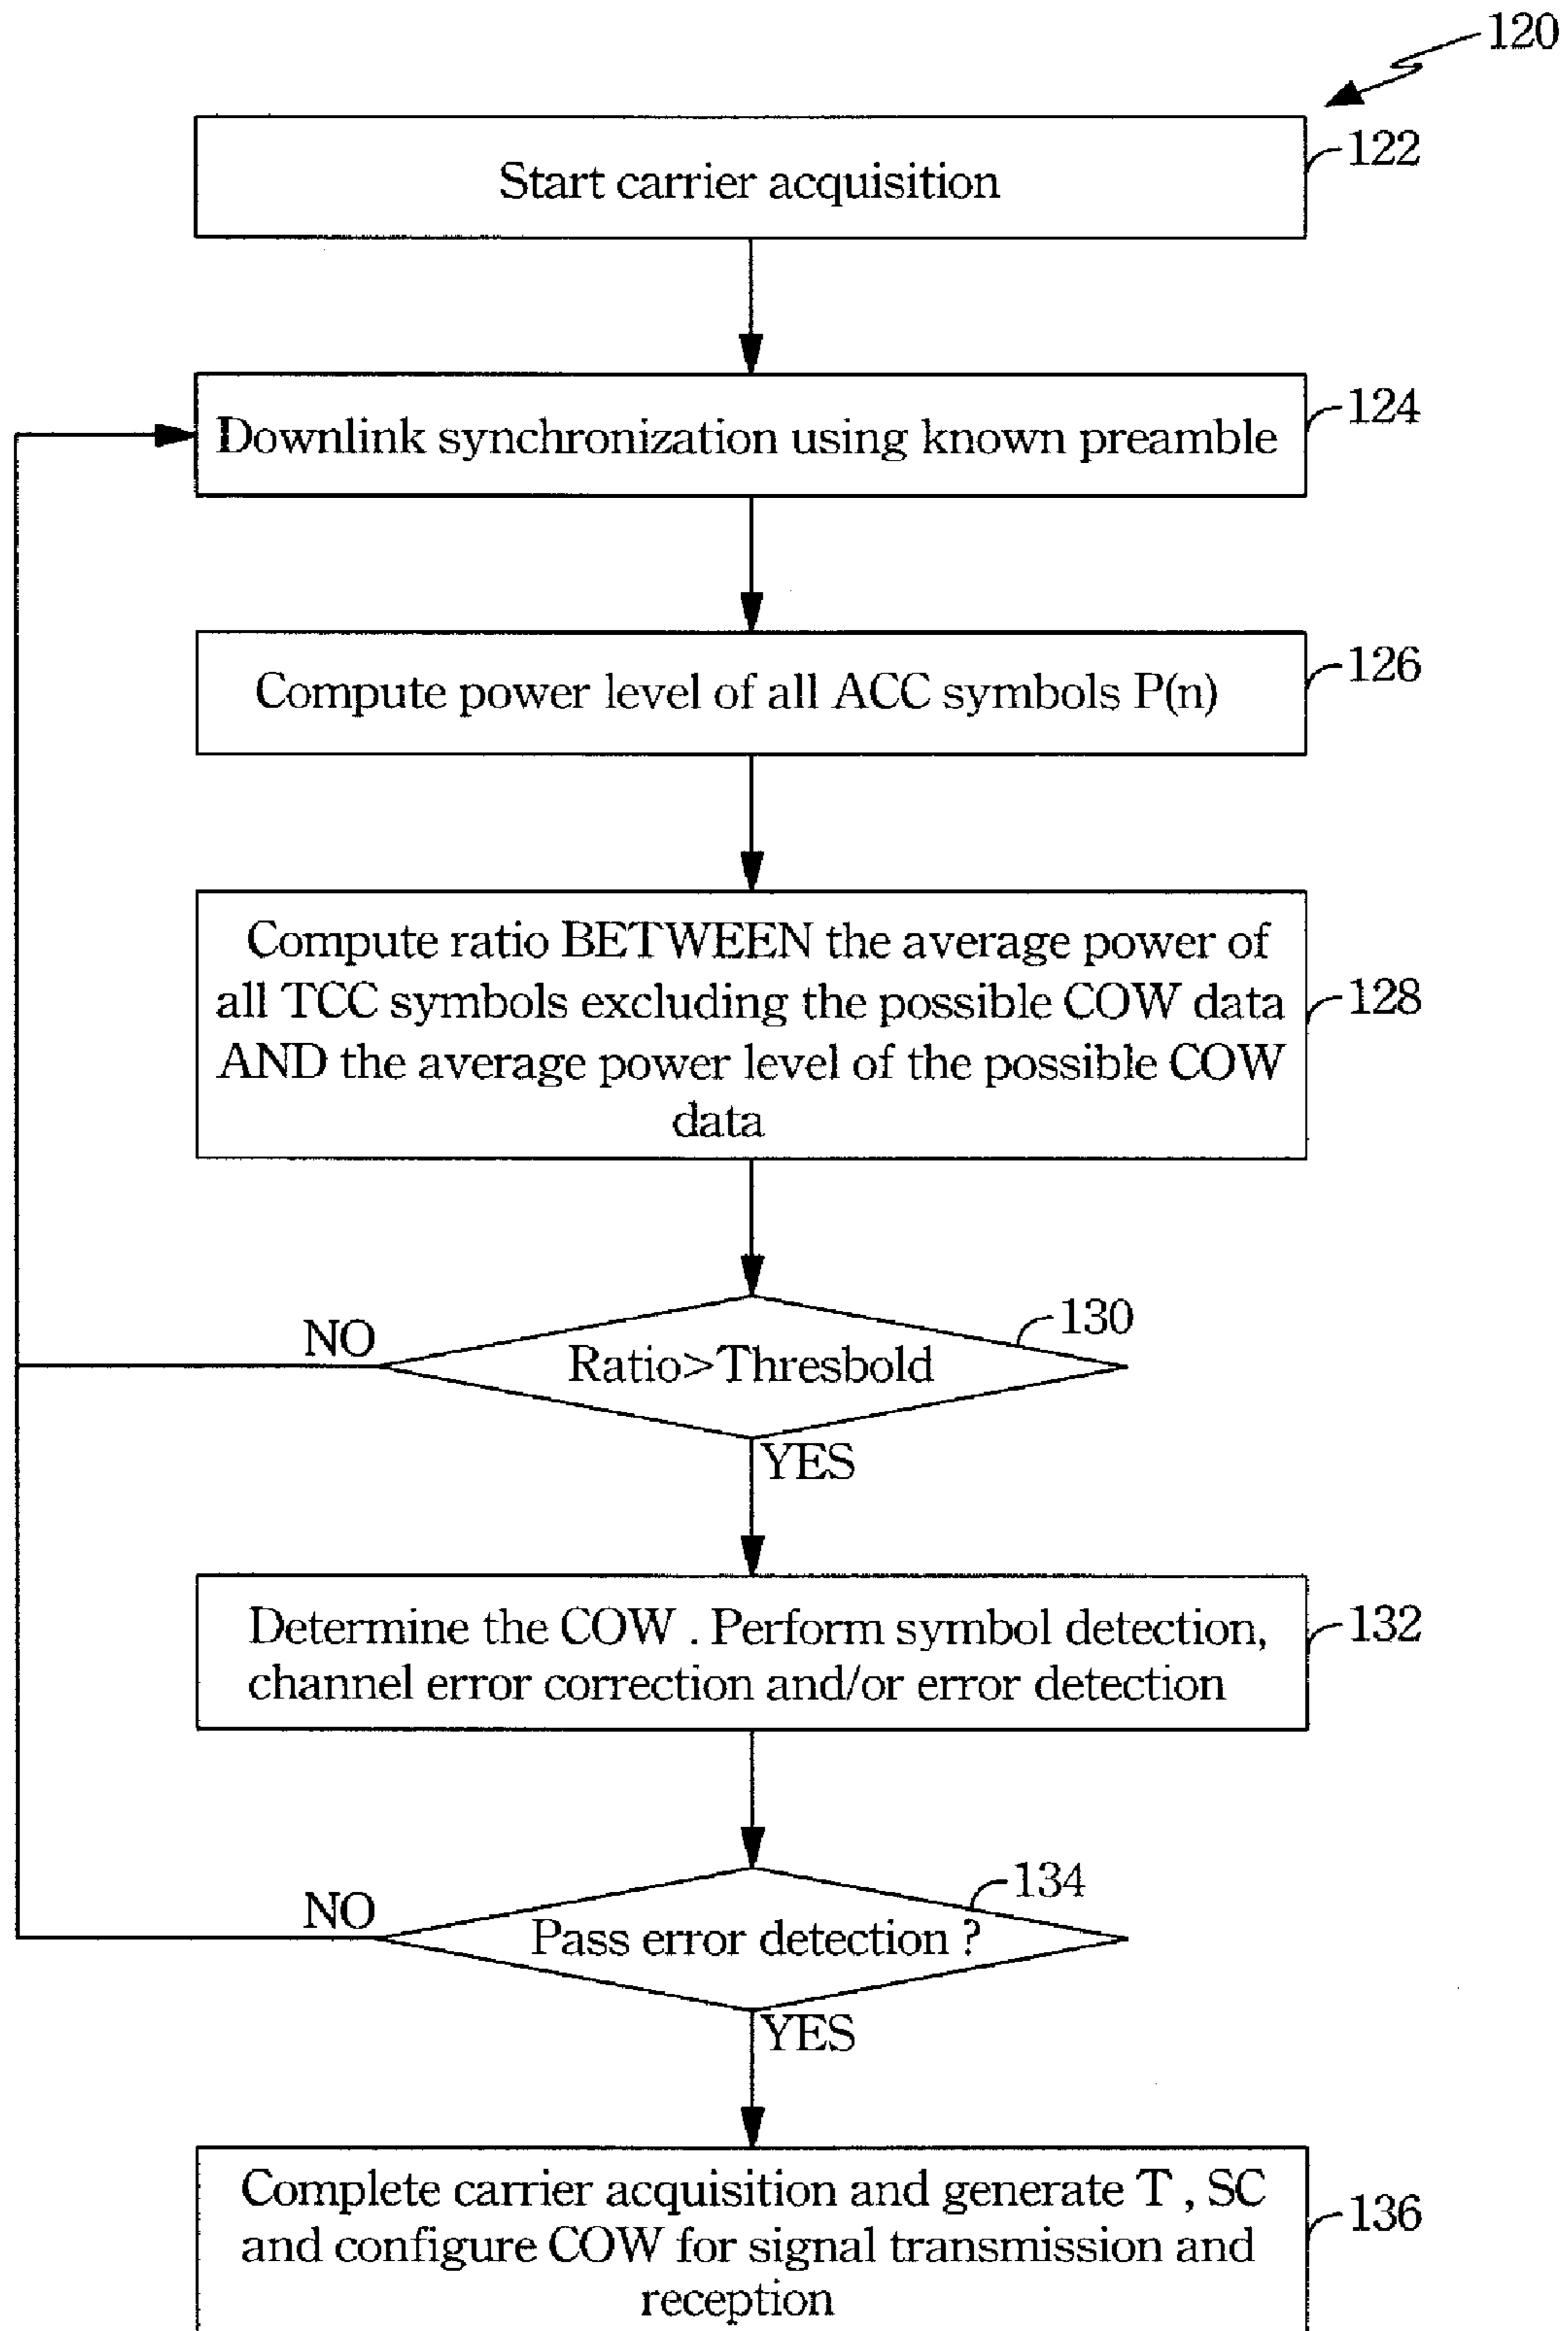 120
Start carrier acquisition
122
Downlink synchronization using known preamble
124
Compute power level of all ACC symbols P(n)
126
Compute ratio BETWEEN the average power of
all TCC symbols excluding the possible COW data
AND the average power level of the possible COW
data
128
NO
130
Ratio>Thresbold
YES
Determine the COW . Perform symbol detection,
channel error correction and/or error detection
132
NO
134
Pass error detection ?
YES
Complete carrier acquisition and generate T , SC
and configure COW for signal transmission and
reception
136